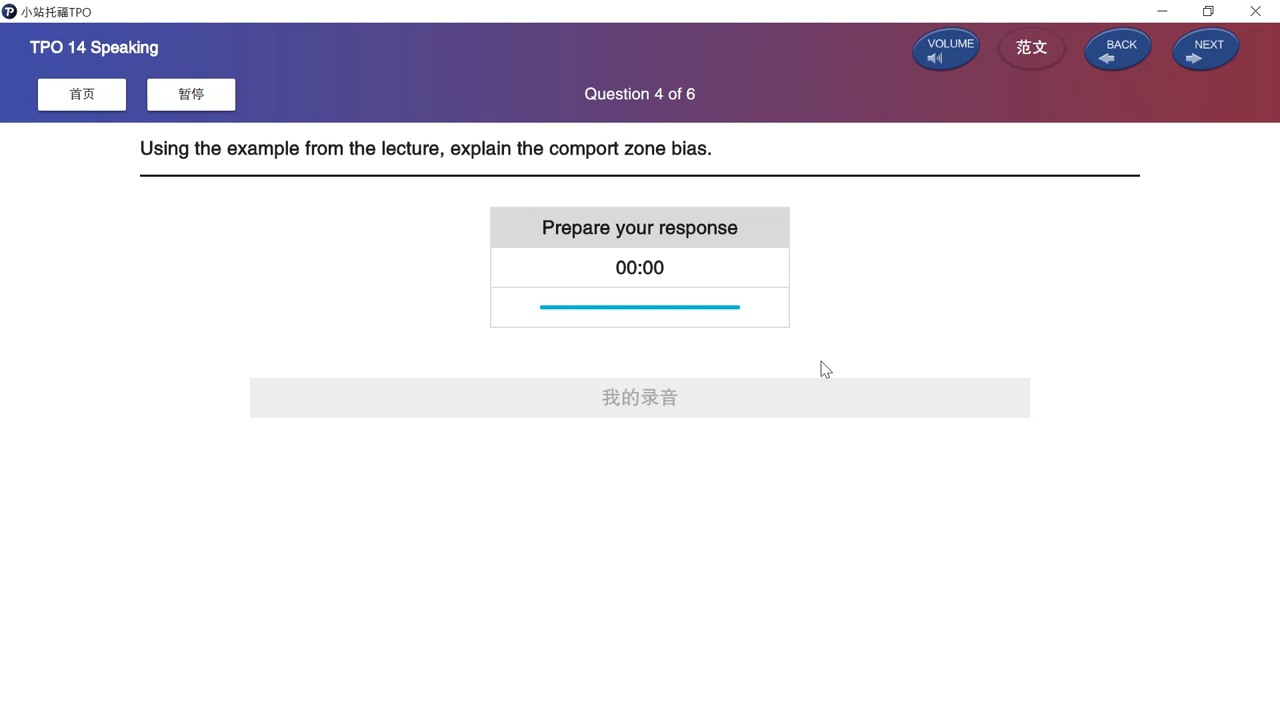 小站托福TPO
TPO 14 Speaking
VOLUME
范文
BACK
NEXT
首页
暂停
Question 4 of 6
Using the example from the lecture, explain the comport zone bias.
Prepare your response
00:00
我的录音